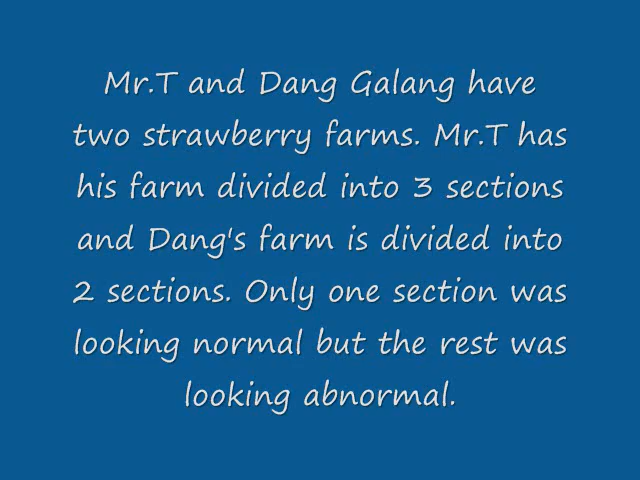 Mr.T and Dang Galang have
two strawberry farms. Mr.T has
his farm divided into 3 sections
and Dang's farm is divided into
2 sections. Only one section was
looking normal but the rest was
looking abnormal.